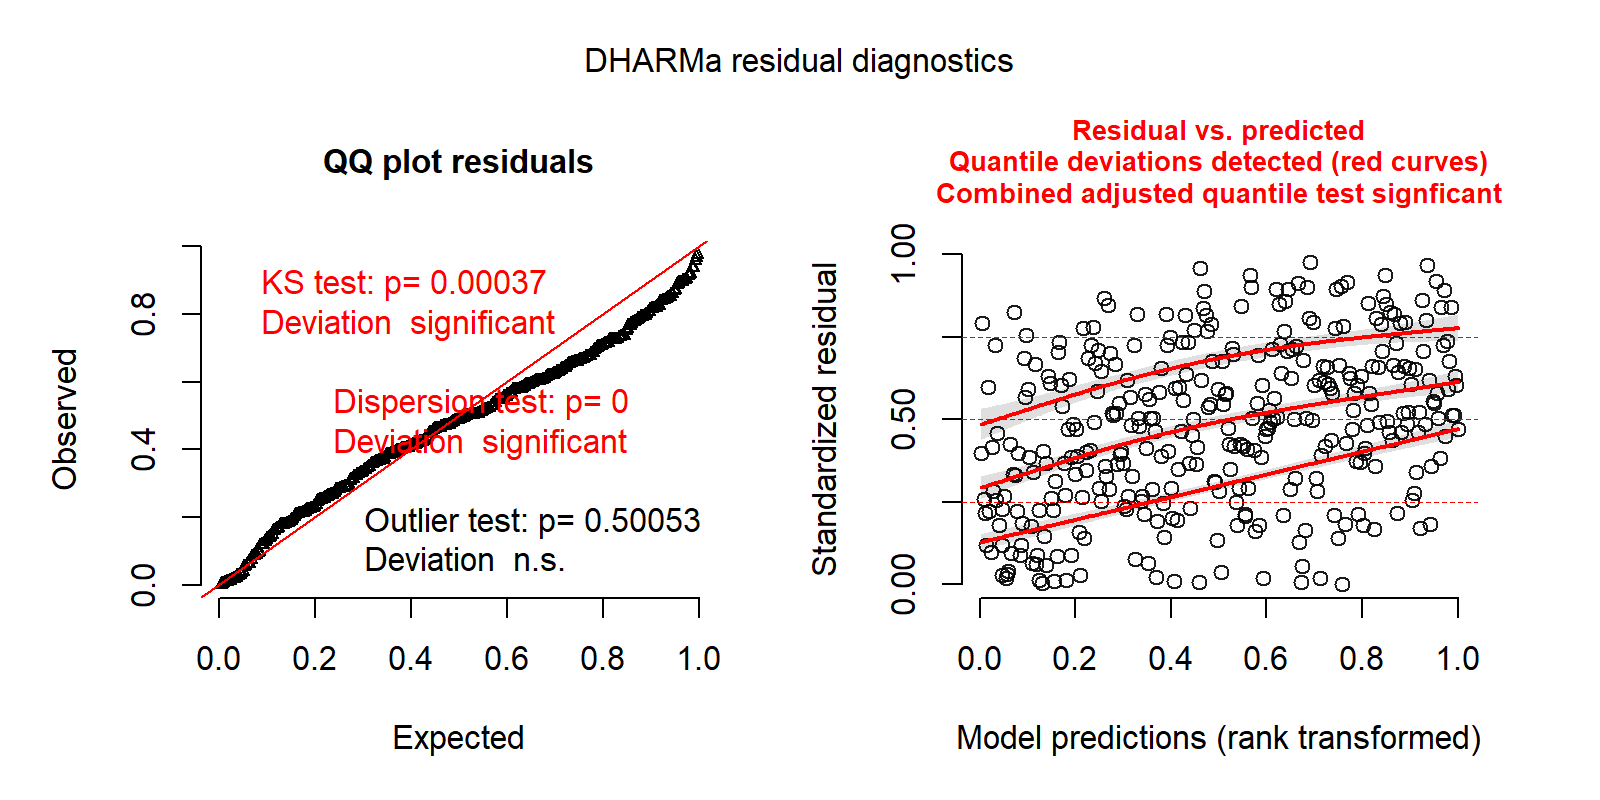 DHARMa residual diagnostics
QQ plot residuals
KS test: p= 0.00037
Deviation  significant
Dispersion test: p= 0
Deviation  significant
Outlier test: p= 0.50053
Deviation  n.s.
Observed
0.0
0.4
0.8
0.0 0.2 0.4 0.6 0.8 1.0
Expected
Residual vs. predicted
Quantile deviations detected (red curves)
Combined adjusted quantile test signficant
Standardized residual
0.00
0.50
1.00
0.0 0.2 0.4 0.6 0.8 1.0
Model predictions (rank transformed)